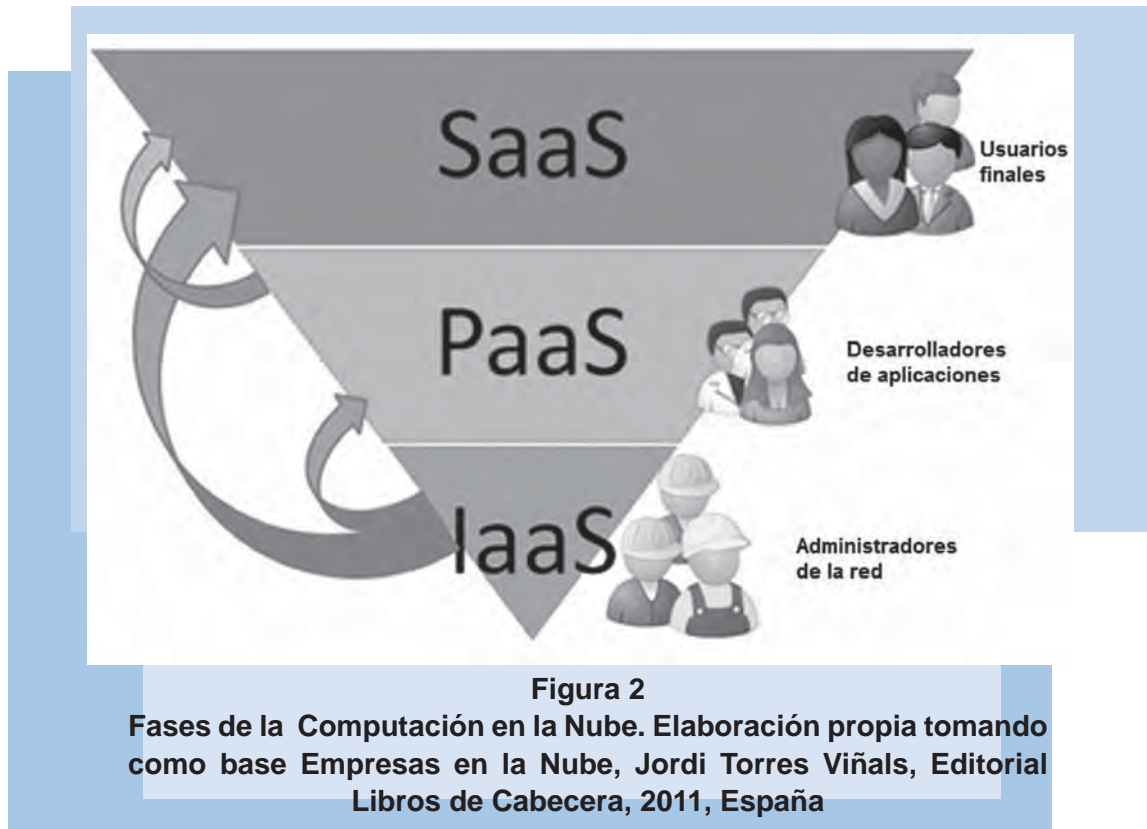 SaaS
Usuarios
finales
PaaS
Desarrolladores
de aplicaciones
IaaS
Administradores
de la red
Figura 2
Fases de la Computación en la Nube. Elaboración propia tomando
como base Empresas en la Nube, Jordi Torres Viñals, Editorial
Libros de Cabecera, 2011, España